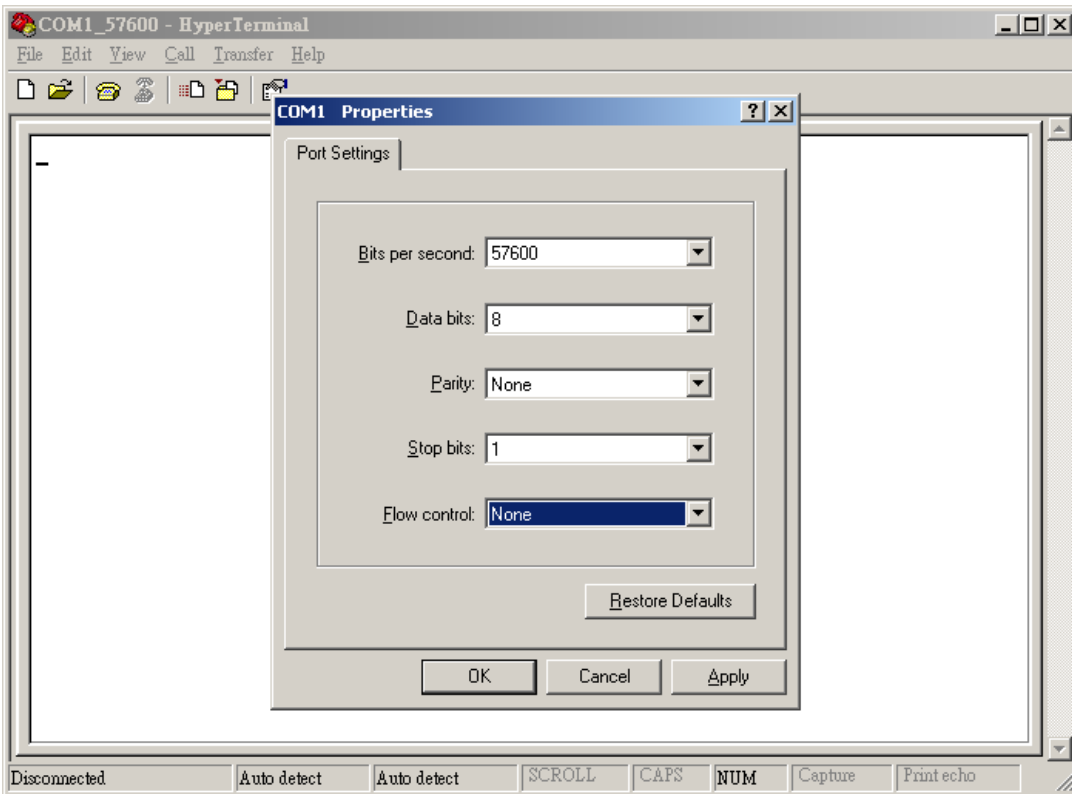 COM1_57600 - HyperTerminal
File Edit View Call Transfer Help
COM1 Properties
Port Settings
Bits per second: 57600
Data bits: 8
Parity: None
Stop bits: 1
Flow control: None
Restore Defaults
OK Cancel Apply
Disconnected Auto detect Auto detect SCROLL CAPS NUM Capture Print echo